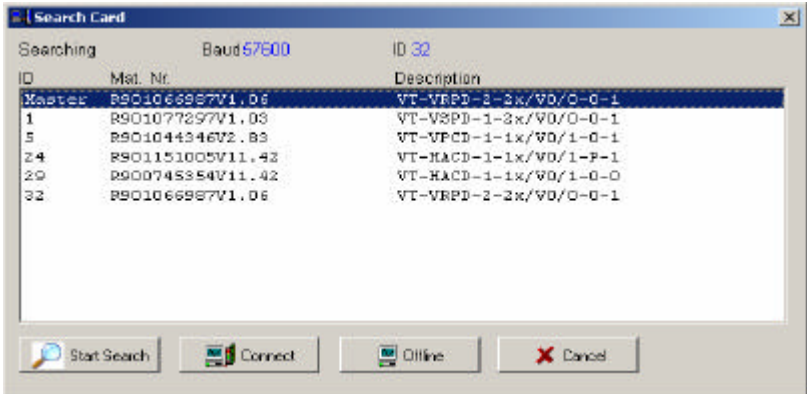 Search Card
Searching Baud 57600 ID 32
ID Mat. Nr. Description
Master R901066987V1.06 VT-VRPD-2-2x/V0/0-0-1
1 R901077297V1.03 VT-VSPD-1-2x/V0/0-0-1
5 R901044346V2.83 VT-VPCD-1-1x/V0/1-0-1
24 R901151005V11.42 VT-HACD-1-1x/V0/1-P-1
29 R900745354V11.42 VT-HACD-1-1x/V0/1-0-0
32 R901066987V1.06 VT-VRPD-2-2x/V0/0-0-1
Start Search Connect Offline Cancel